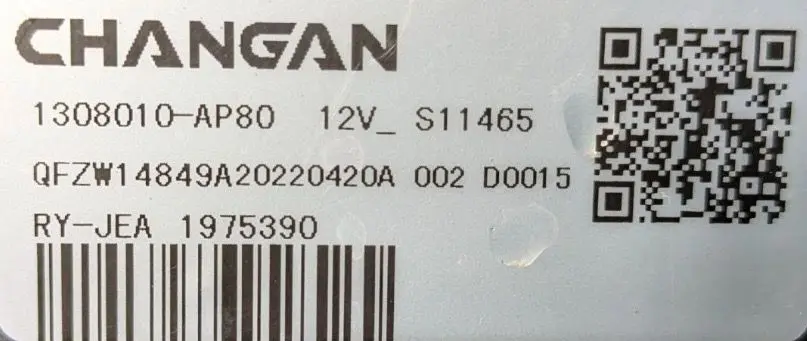 CHANGAN
1308010-AP80 12V_ S11465
QFZW14849A20220420A 002 D0015
RY-JEA 1975390